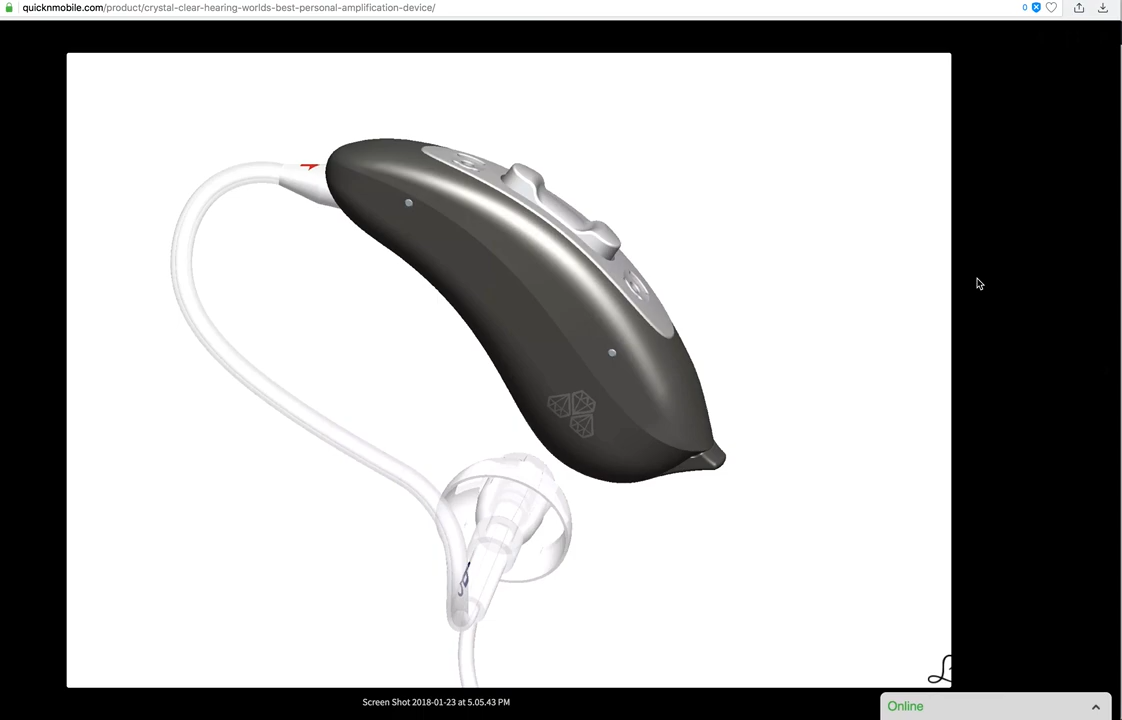 quicknmobile.com/product/crystal-clear-hearing-worlds-best-personal-amplification-device/
0
Screen Shot 2018-01-23 at 5.05.43 PM
Online